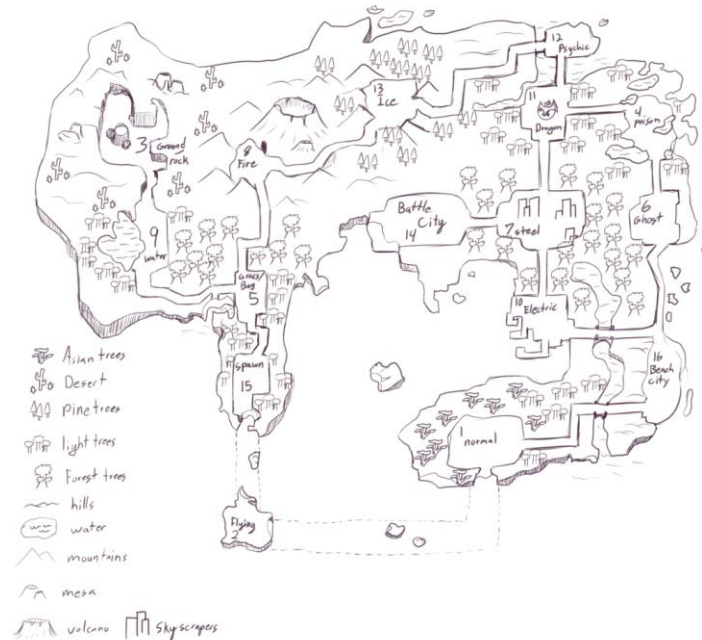 12
Psychic
13
Ice
11
Dragon
4
poison
3
Ground
rock
8
Fire
Battle
City
14
7 steel
6
Ghost
9
water
Grass/
Bug
5
10
Electric
Spawn
15
16
Beach
city
1
normal
Flying
2
Asian trees
Desert
Pine trees
light trees
Forest trees
hills
water
mountains
mesa
volcano
Skyscrapers